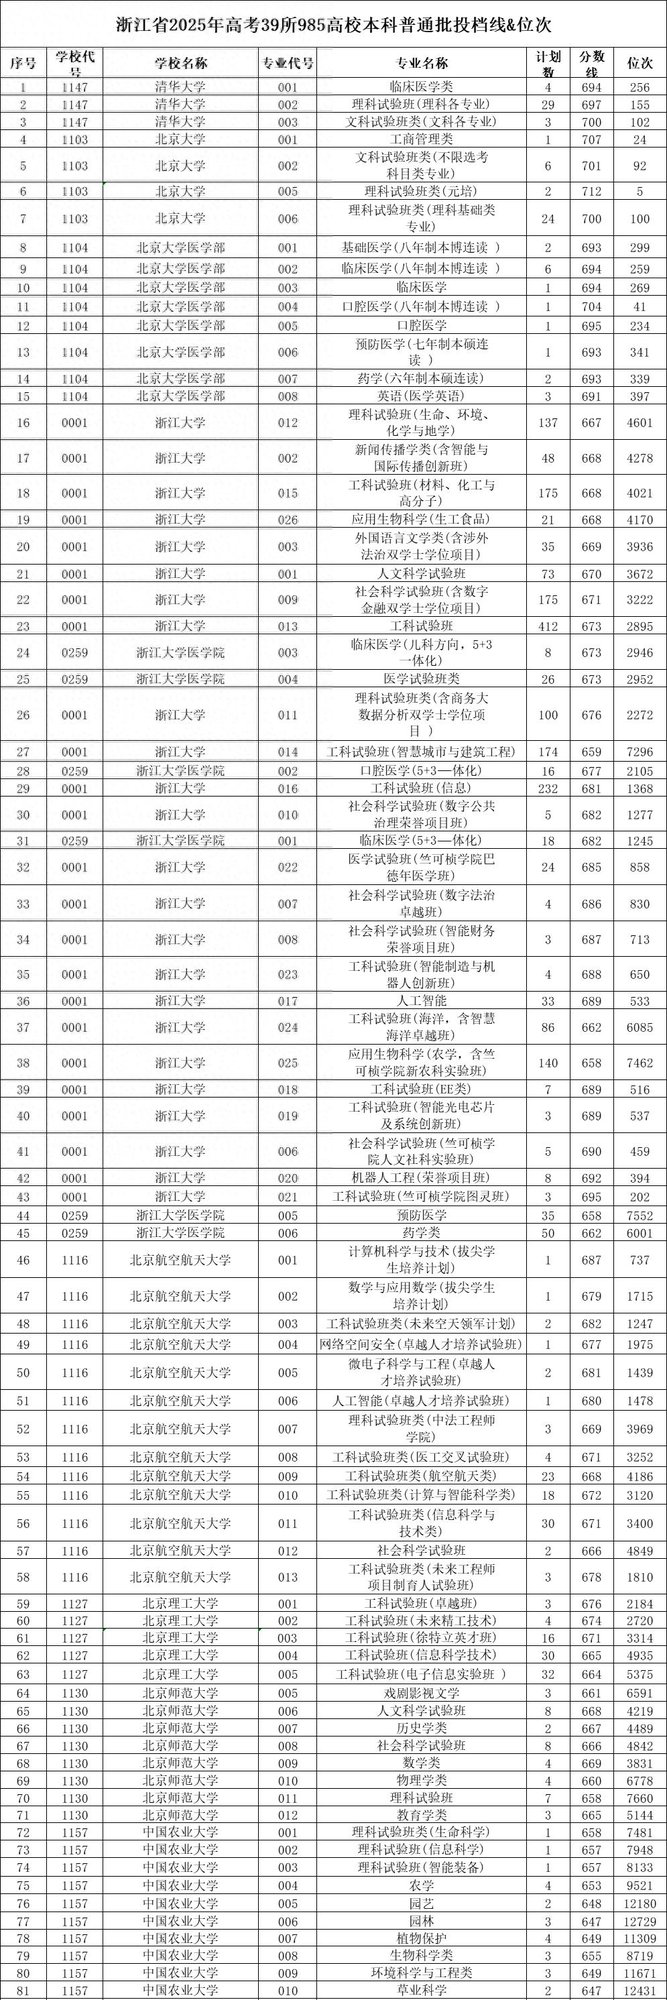 浙江省2025年高考39所985高校本科普通批投档线&位次
序号 学校代号 学校名称 专业代号 专业名称 计划数 分数线 位次
1 1147 清华大学 001 临床医学类 4 694 256
2 1147 清华大学 002 理科试验班(理科各专业) 29 697 155
3 1147 清华大学 003 文科试验班类(文科各专业) 3 700 102
4 1103 北京大学 001 工商管理类 1 707 24
5 1103 北京大学 002 文科试验班类(不限选考科目类专业) 6 701 92
6 1103 北京大学 005 理科试验班类(元培) 2 712 5
7 1103 北京大学 006 理科试验班类(理科基础类专业) 24 700 100
8 1104 北京大学医学部 001 基础医学(八年制本博连读 ) 2 693 299
9 1104 北京大学医学部 002 临床医学(八年制本博连读 ) 6 694 259
10 1104 北京大学医学部 003 临床医学 1 694 269
11 1104 北京大学医学部 004 口腔医学(八年制本博连读 ) 1 704 41
12 1104 北京大学医学部 005 口腔医学 1 695 234
13 1104 北京大学医学部 006 预防医学(七年制本硕连读 ) 1 693 341
14 1104 北京大学医学部 007 药学(六年制本硕连读) 2 693 339
15 1104 北京大学医学部 008 英语(医学英语) 3 691 397
16 0001 浙江大学 012 理科试验班(生命、环境、化学与地学) 137 667 4601
17 0001 浙江大学 002 新闻传播学类(含智能与国际传播创新班) 48 668 4278
18 0001 浙江大学 015 工科试验班(材料、化工与高分子) 175 668 4021
19 0001 浙江大学 026 应用生物科学(生工食品) 21 668 4170
20 0001 浙江大学 003 外国语言文学类(含涉外法治双学士学位项目) 35 669 3936
21 0001 浙江大学 001 人文科学试验班 73 670 3672
22 0001 浙江大学 009 社会科学试验班(含数字金融双学士学位项目) 175 671 3222
23 0001 浙江大学 013 工科试验班 412 673 2895
24 0259 浙江大学医学院 003 临床医学(儿科方向，5+3一体化) 8 673 2946
25 0259 浙江大学医学院 004 医学试验班类 26 673 2952
26 0001 浙江大学 011 理科试验班类(含商务大数据分析双学士学位项目 ) 100 676 2272
27 0001 浙江大学 014 工科试验班(智慧城市与建筑工程) 174 659 7296
28 0259 浙江大学医学院 002 口腔医学(5+3一体化) 16 677 2105
29 0001 浙江大学 016 工科试验班(信息) 232 681 1368
30 0001 浙江大学 010 社会科学试验班(数字公共治理荣誉项目班) 5 682 1277
31 0259 浙江大学医学院 001 临床医学(5+3一体化) 18 682 1245
32 0001 浙江大学 022 医学试验班(竺可桢学院巴德年医学班) 24 685 858
33 0001 浙江大学 007 社会科学试验班(数字法治卓越班) 4 686 830
34 0001 浙江大学 008 社会科学试验班(智能财务荣誉项目班) 3 687 713
35 0001 浙江大学 023 工科试验班(智能制造与机器人创新班) 4 688 650
36 0001 浙江大学 017 人工智能 33 689 533
37 0001 浙江大学 024 工科试验班(海洋，含智慧海洋卓越班) 86 662 6085
38 0001 浙江大学 025 应用生物科学(农学，含竺可桢学院新农科实验班) 140 658 7462
39 0001 浙江大学 018 工科试验班(EE类) 7 689 516
40 0001 浙江大学 019 工科试验班(智能光电芯片及系统创新班) 3 689 537
41 0001 浙江大学 006 社会科学试验班(竺可桢学院人文社科实验班) 5 690 459
42 0001 浙江大学 020 机器人工程(荣誉项目班) 8 692 394
43 0001 浙江大学 021 工科试验班(竺可桢学院图灵班) 3 695 202
44 0259 浙江大学医学院 005 预防医学 35 658 7552
45 0259 浙江大学医学院 006 药学类 50 662 6001
46 1116 北京航空航天大学 001 计算机科学与技术(拔尖学生培养计划) 1 687 737
47 1116 北京航空航天大学 002 数学与应用数学(拔尖学生培养计划) 1 679 1715
48 1116 北京航空航天大学 003 工科试验班类(未来空天领军计划) 2 682 1247
49 1116 北京航空航天大学 004 网络空间安全(卓越人才培养试验班) 1 677 1975
50 1116 北京航空航天大学 005 微电子科学与工程(卓越人才培养试验班) 2 681 1439
51 1116 北京航空航天大学 006 人工智能(卓越人才培养试验班) 1 680 1478
52 1116 北京航空航天大学 007 理科试验班类(中法工程师学院) 3 669 3969
53 1116 北京航空航天大学 008 工科试验班类(医工交叉试验班) 4 671 3252
54 1116 北京航空航天大学 009 工科试验班类(航空航天类) 23 668 4186
55 1116 北京航空航天大学 010 工科试验班类(计算与智能科学类) 18 672 3120
56 1116 北京航空航天大学 011 工科试验班类(信息科学与技术类) 30 671 3400
57 1116 北京航空航天大学 012 社会科学试验班 2 666 4849
58 1116 北京航空航天大学 013 工科试验班类(未来工程师项目制育人试验班) 3 678 1810
59 1127 北京理工大学 001 工科试验班(卓越班) 3 676 2184
60 1127 北京理工大学 002 工科试验班(未来精工技术) 4 674 2720
61 1127 北京理工大学 003 工科试验班(徐特立英才班) 16 671 3314
62 1127 北京理工大学 004 工科试验班(信息科学技术) 30 665 4935
63 1127 北京理工大学 005 工科试验班(电子信息实验班 ) 32 664 5375
64 1130 北京师范大学 005 戏剧影视文学 3 661 6591
65 1130 北京师范大学 006 人文科学试验班 8 668 4219
66 1130 北京师范大学 007 历史学类 2 667 4489
67 1130 北京师范大学 008 社会科学试验班 8 666 4842
68 1130 北京师范大学 009 数学类 4 669 3831
69 1130 北京师范大学 010 物理学类 4 660 6778
70 1130 北京师范大学 011 理科试验班 7 658 7660
71 1130 北京师范大学 012 教育学类 3 665 5144
72 1157 中国农业大学 001 理科试验班类(生命科学) 1 658 7481
73 1157 中国农业大学 002 理科试验班(信息科学) 1 657 7948
74 1157 中国农业大学 003 理科试验班(智能装备) 1 657 8133
75 1157 中国农业大学 004 农学 4 653 9521
76 1157 中国农业大学 005 园艺 2 648 12180
77 1157 中国农业大学 006 园林 3 647 12729
78 1157 中国农业大学 007 植物保护 4 649 11309
79 1157 中国农业大学 008 生物科学类 3 655 8719
80 1157 中国农业大学 009 环境科学与工程类 3 649 11671
81 1157 中国农业大学 010 草业科学 2 647 12431